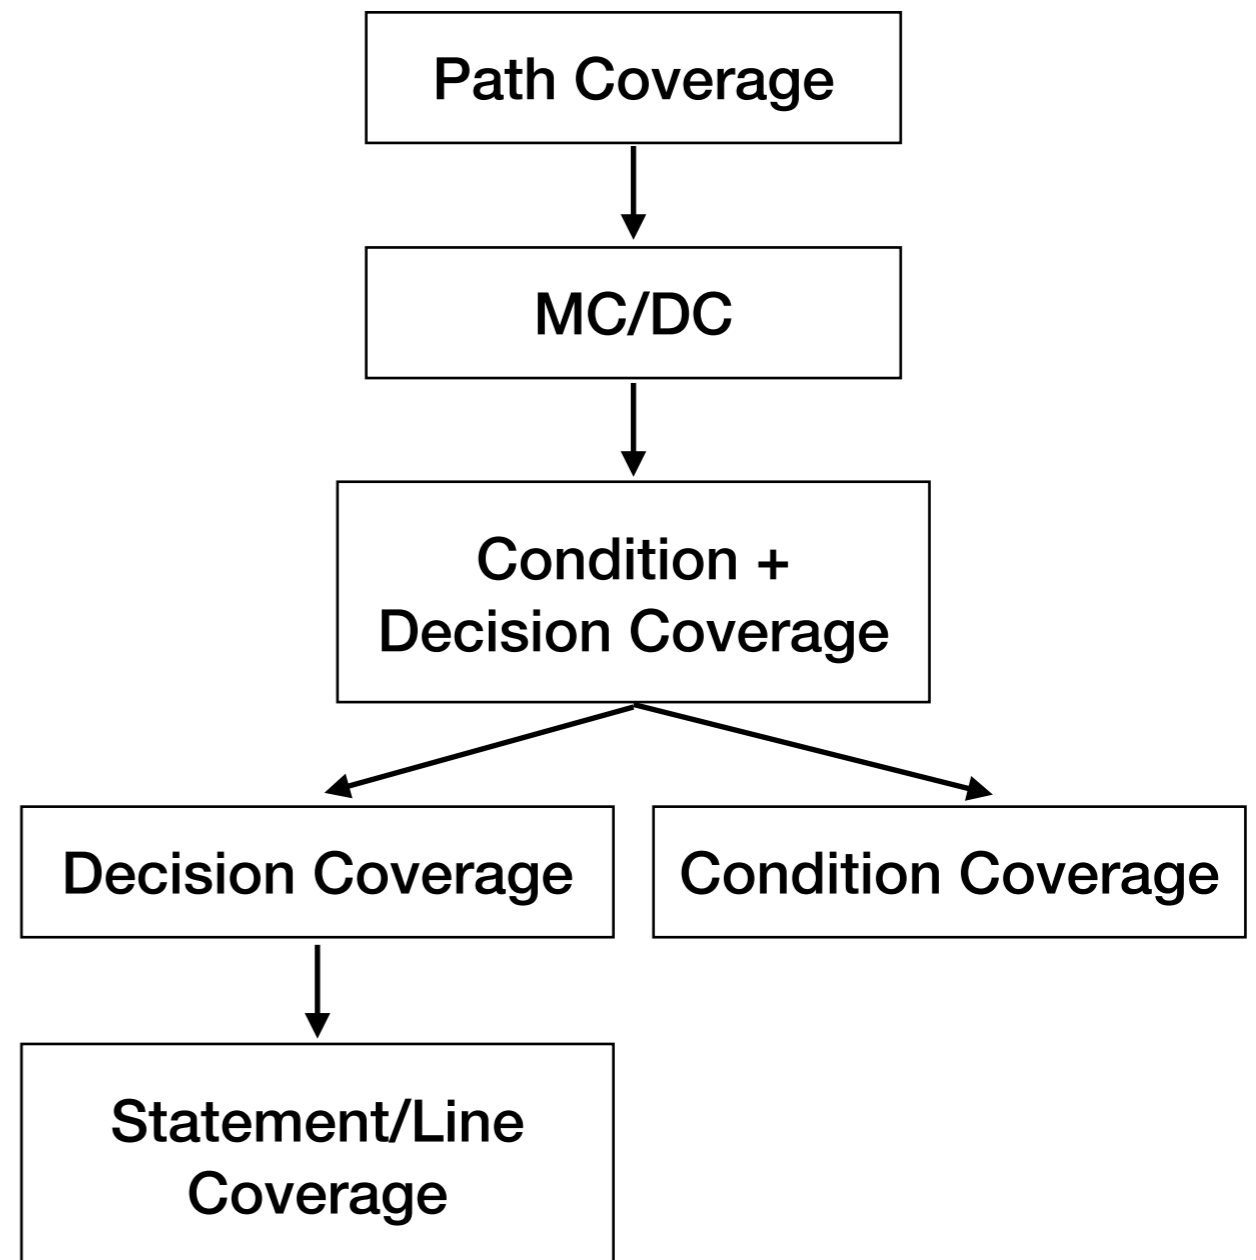 Path Coverage
MC/DC
Condition +
Decision Coverage
Decision Coverage
Condition Coverage
Statement/Line
Coverage